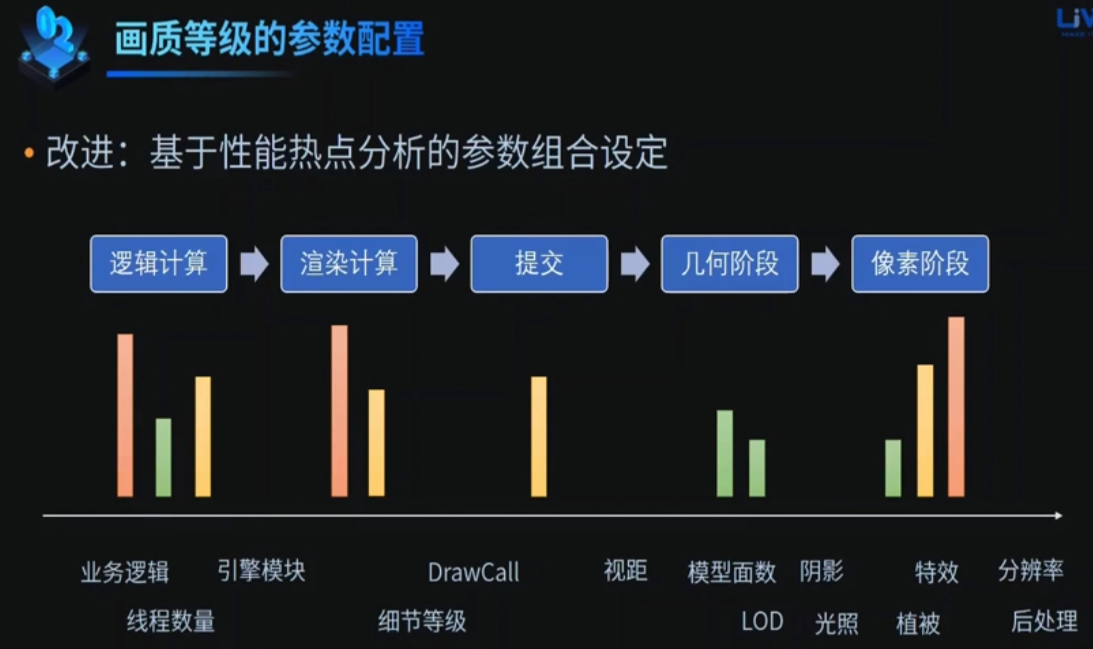 02
画质等级的参数配置
• 改进：基于性能热点分析的参数组合设定
逻辑计算 渲染计算 提交 几何阶段 像素阶段
业务逻辑 引擎模块 DrawCall 视距 模型面数 阴影 特效 分辨率
线程数量 细节等级 LOD 光照 植被 后处理